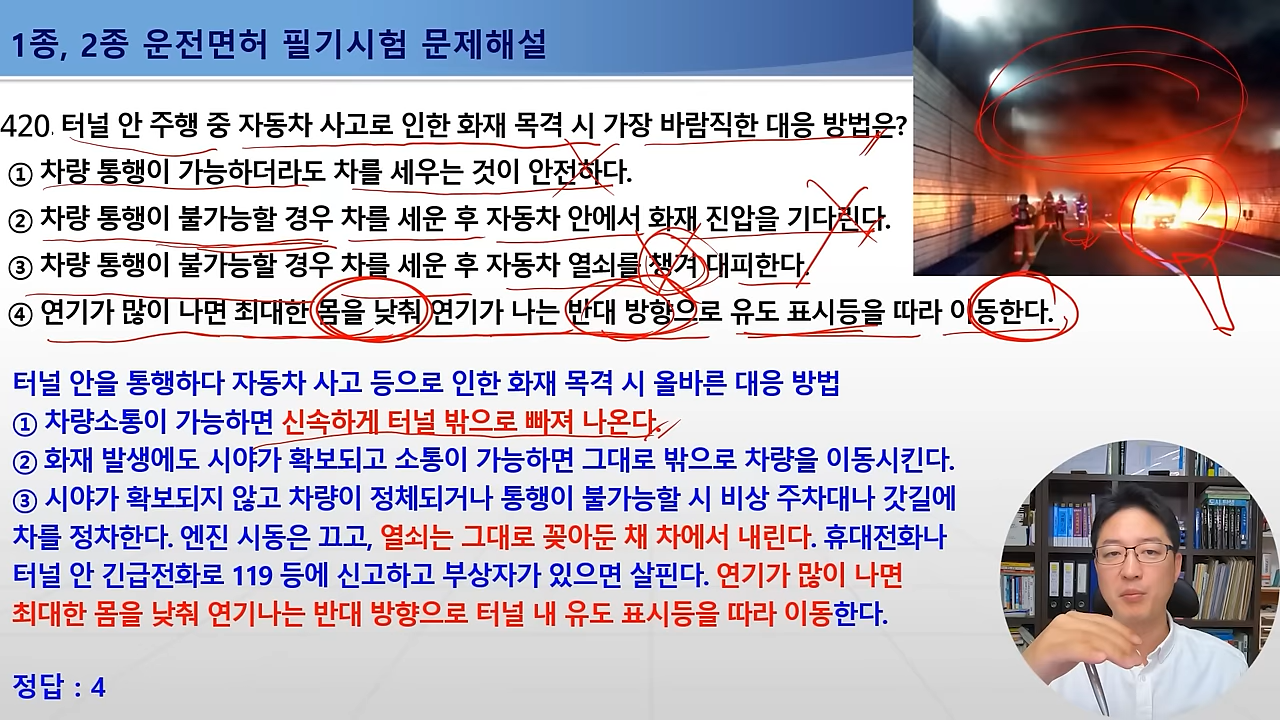 1종, 2종 운전면허 필기시험 문제해설
420. 터널 안 주행 중 자동차 사고로 인한 화재 목격 시 가장 바람직한 대응 방법은?
① 차량 통행이 가능하더라도 차를 세우는 것이 안전하다.
② 차량 통행이 불가능할 경우 차를 세운 후 자동차 안에서 화재 진압을 기다린다.
③ 차량 통행이 불가능할 경우 차를 세운 후 자동차 열쇠를 챙겨 대피한다.
④ 연기가 많이 나면 최대한 몸을 낮춰 연기가 나는 반대 방향으로 유도 표시등을 따라 이동한다.
터널 안을 통행하다 자동차 사고 등으로 인한 화재 목격 시 올바른 대응 방법
① 차량소통이 가능하면 신속하게 터널 밖으로 빠져 나온다.
② 화재 발생에도 시야가 확보되고 소통이 가능하면 그대로 밖으로 차량을 이동시킨다.
③ 시야가 확보되지 않고 차량이 정체되거나 통행이 불가능할 시 비상 주차대나 갓길에
차를 정차한다. 엔진 시동은 끄고, 열쇠는 그대로 꽂아둔 채 차에서 내린다. 휴대전화나
터널 안 긴급전화로 119 등에 신고하고 부상자가 있으면 살핀다. 연기가 많이 나면
최대한 몸을 낮춰 연기나는 반대 방향으로 터널 내 유도 표시등을 따라 이동한다.
정답 : 4